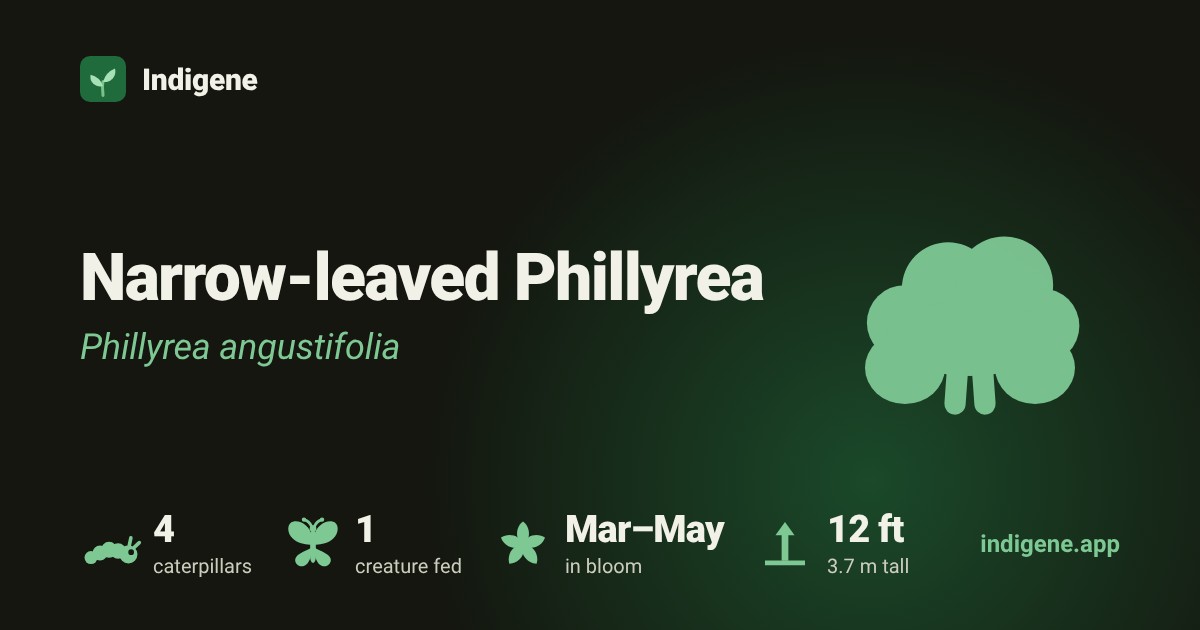 Indigene
Narrow-leaved Phillyrea
Phillyrea angustifolia
4
caterpillars
1
creature fed
Mar–May
in bloom
12 ft
3.7 m tall
indigene.app